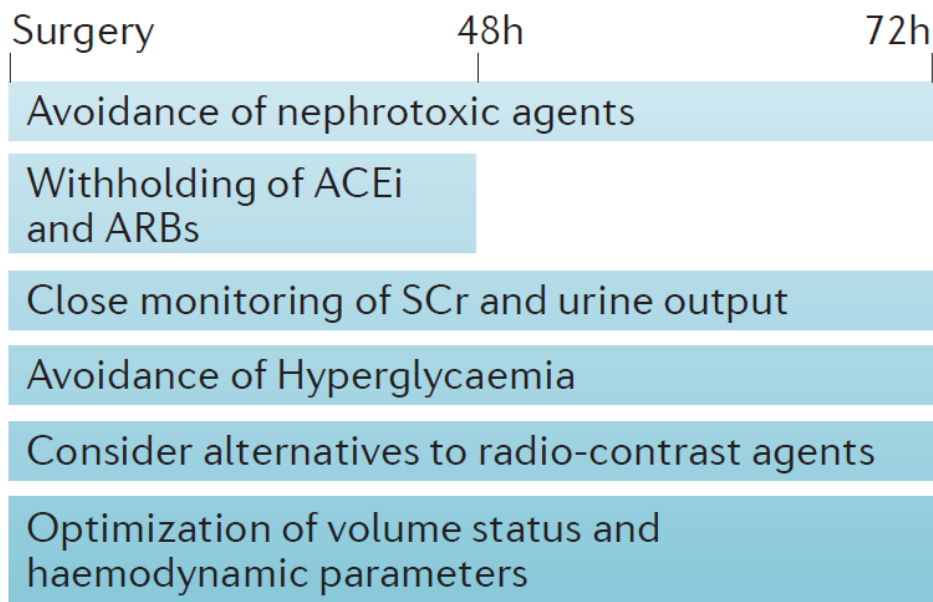 Surgery 48h 72h
Avoidance of nephrotoxic agents
Withholding of ACEi
and ARBs
Close monitoring of SCr and urine output
Avoidance of Hyperglycaemia
Consider alternatives to radio-contrast agents
Optimization of volume status and
haemodynamic parameters